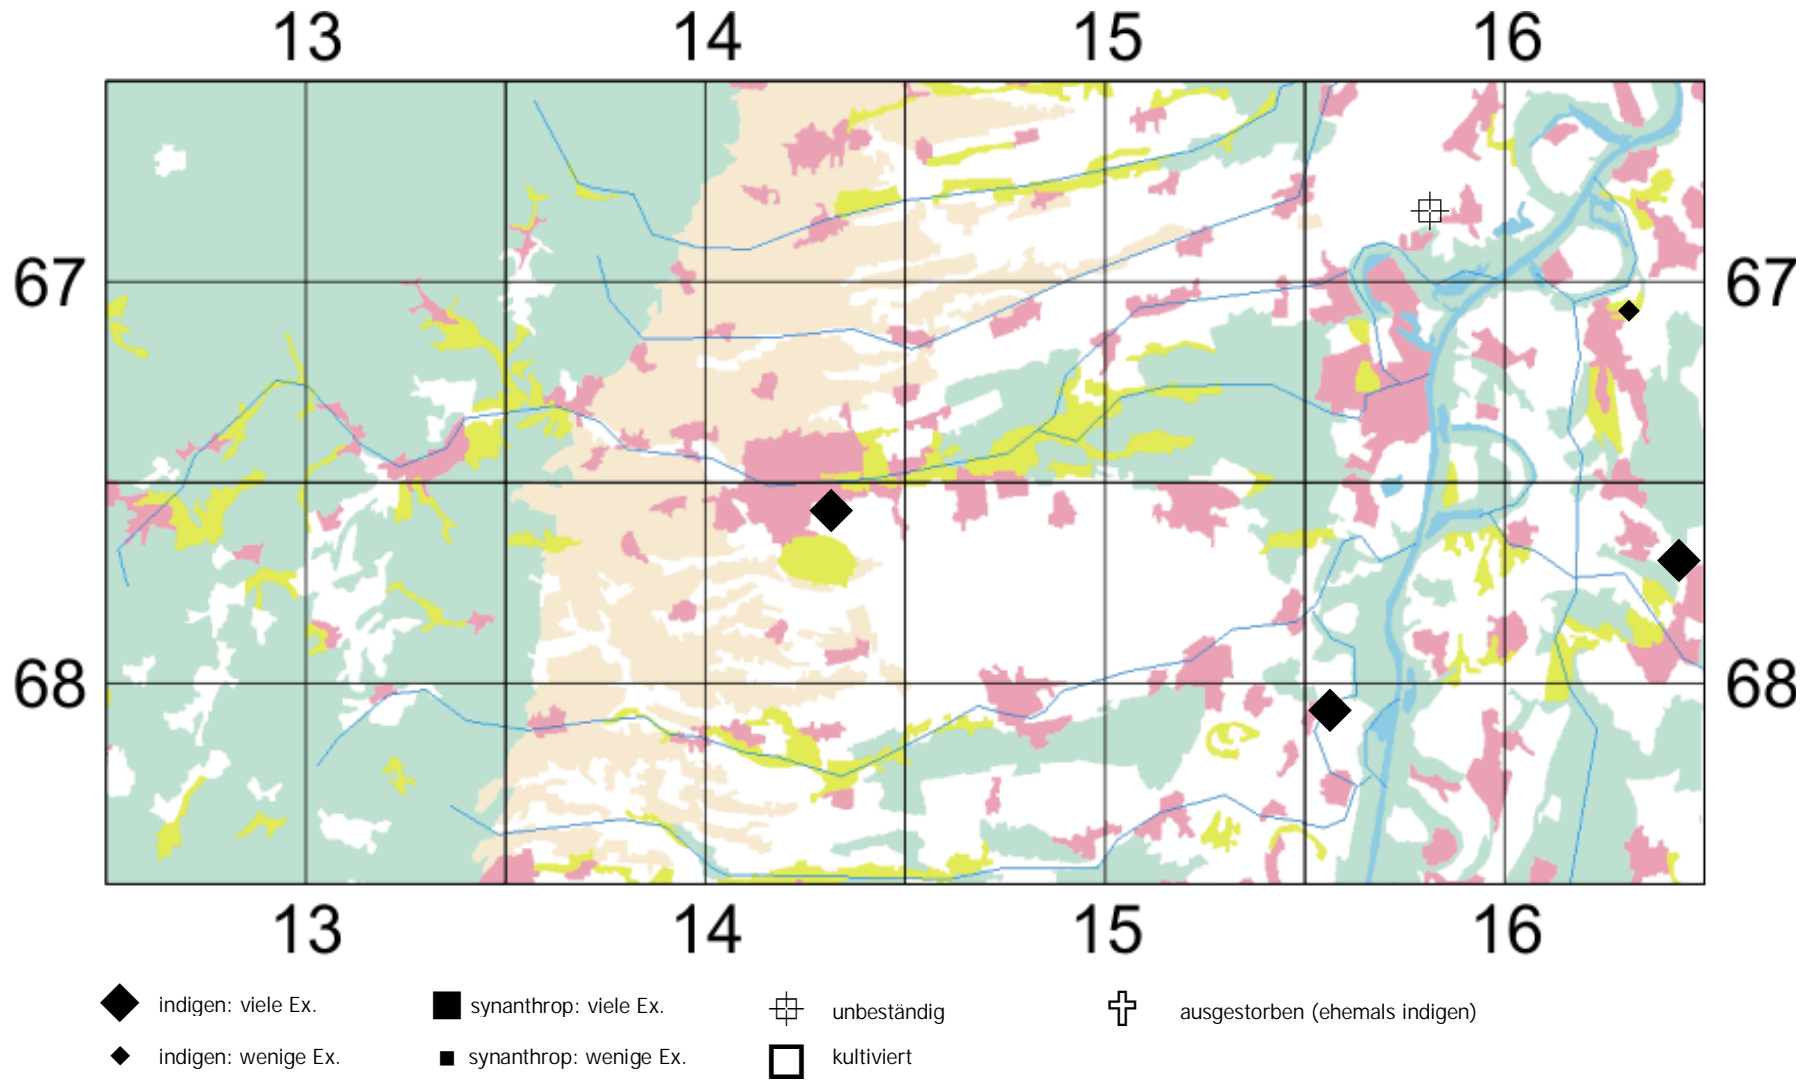 13 14 15 16
67 67
68 68
13 14 15 16
indigen: viele Ex. synanthrop: viele Ex. unbeständig ausgestorben (ehemals indigen)
indigen: wenige Ex. synanthrop: wenige Ex. kultiviert